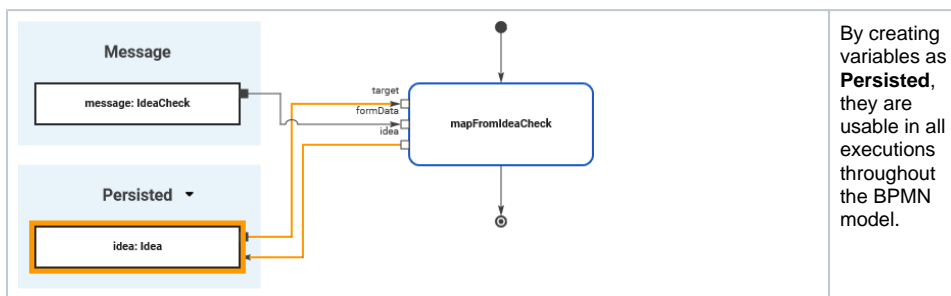 Message
message: IdeaCheck
target
formData
idea
mapFromIdeaCheck
Persisted
idea: Idea
By creating
variables as
Persisted,
they are
usable in all
executions
throughout
the BPMN
model.